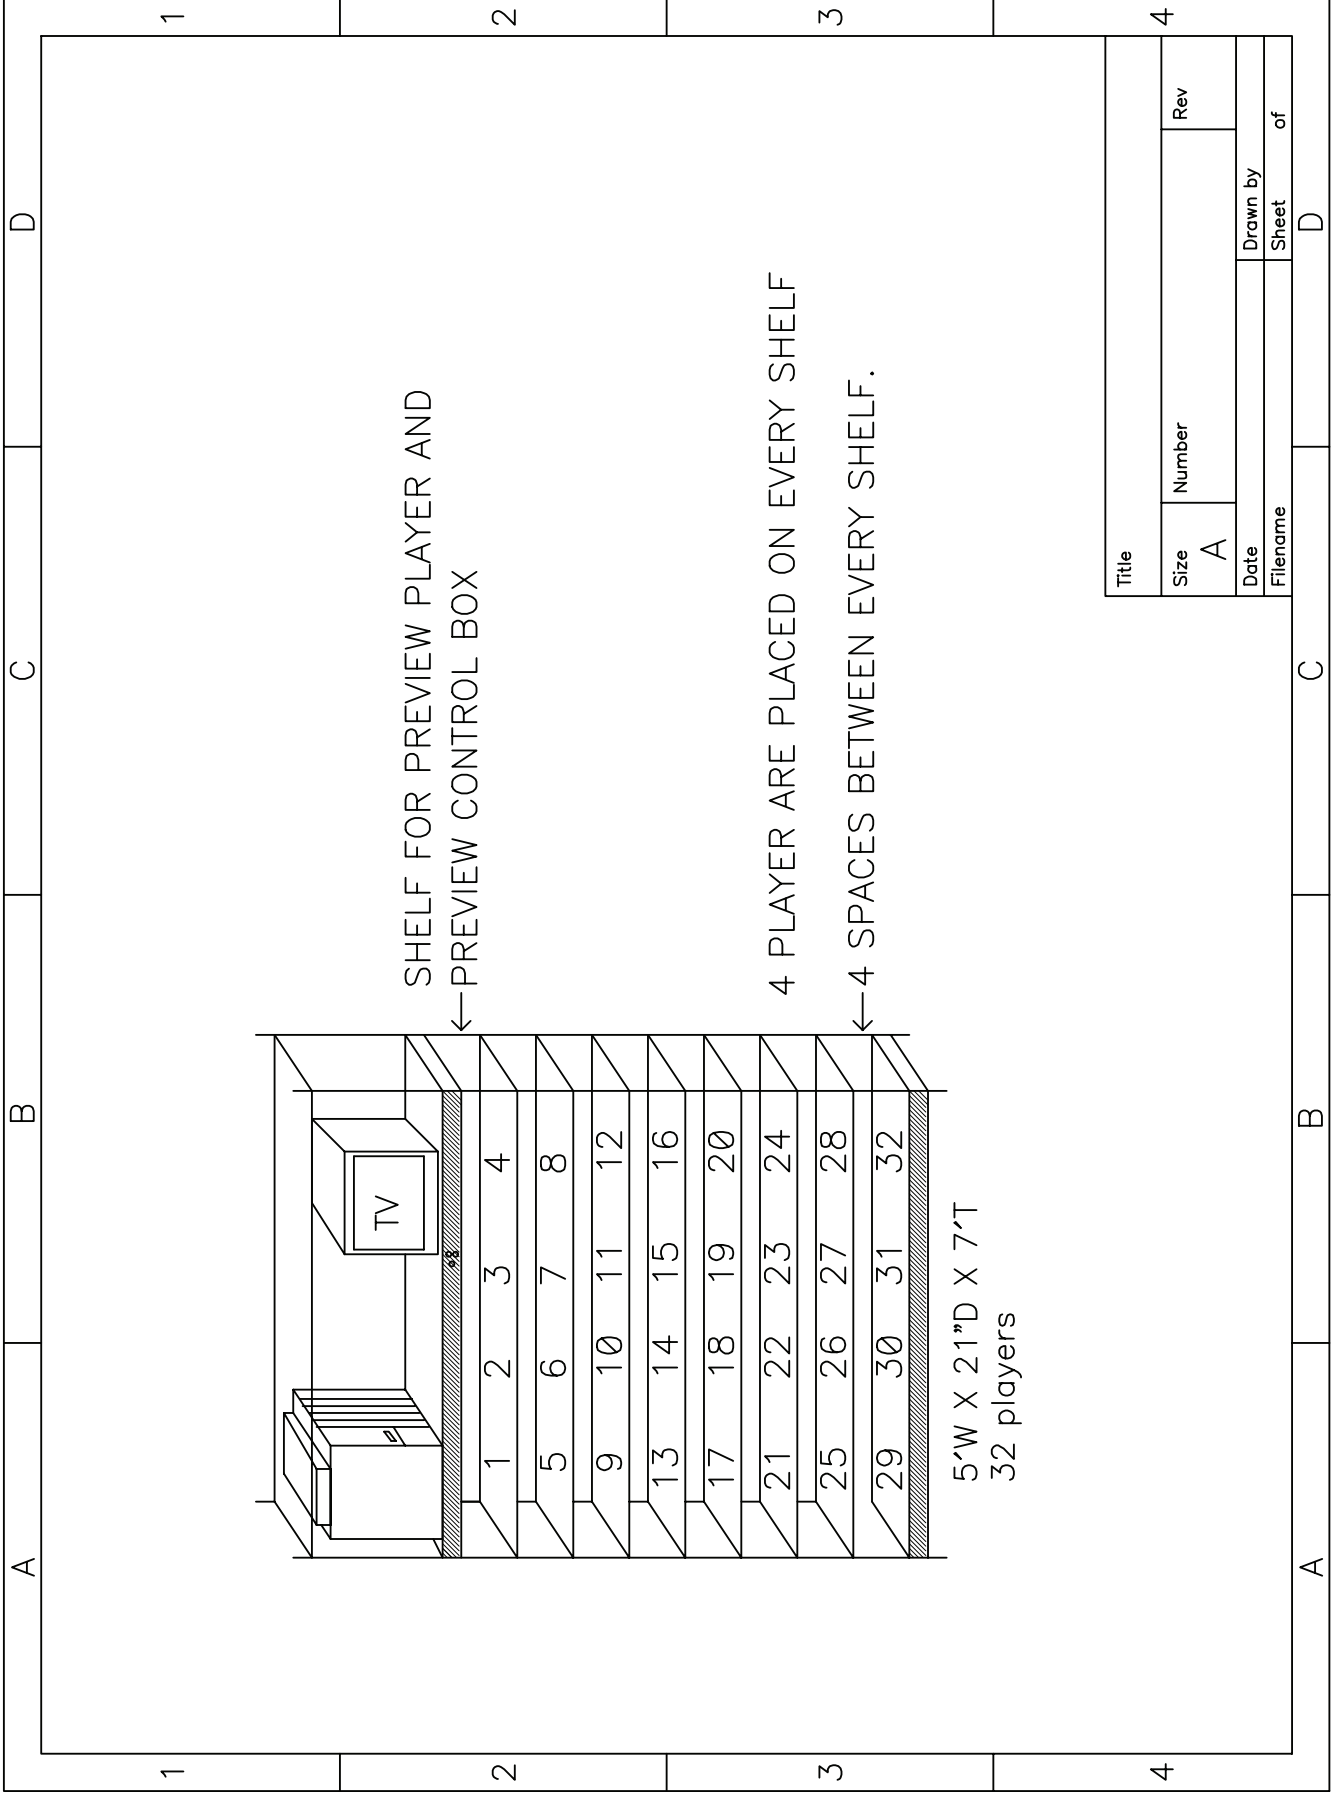 A B C D
1 1
SHELF FOR PREVIEW PLAYER AND
PREVIEW CONTROL BOX
TV
2 2
1 2 3 4
5 6 7 8
9 10 11 12
13 14 15 16
17 18 19 20
21 22 23 24
25 26 27 28
29 30 31 32
4 PLAYER ARE PLACED ON EVERY SHELF
4 SPACES BETWEEN EVERY SHELF.
3 3
5'W X 21"D X 7'T
32 players
Title
4 4
Size Number Rev
A
Date Drawn by
Filename Sheet of
A B C D